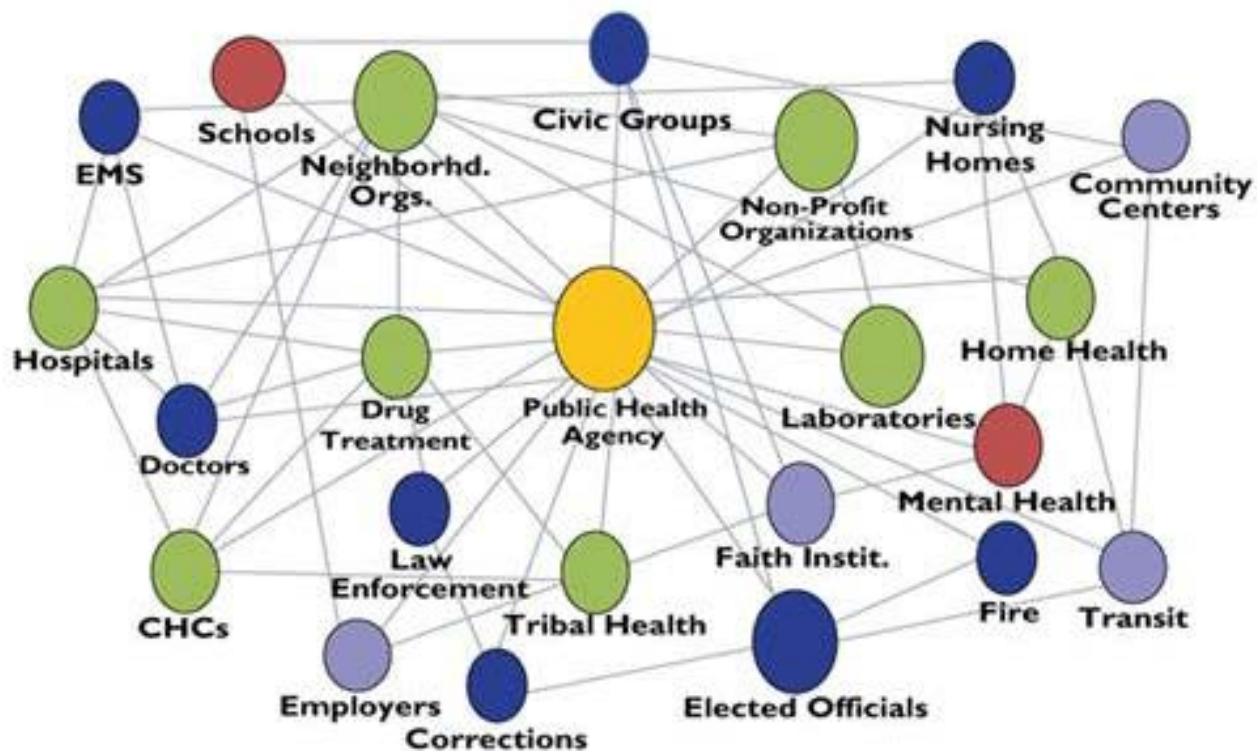 Schools
EMS
Neighborhd.
Orgs.
Civic Groups
Nursing
Homes
Community
Centers
Non-Profit
Organizations
Hospitals
Drug
Treatment
Public Health
Agency
Laboratories
Home Health
Doctors
Mental Health
Law
Enforcement
Faith Instit.
CHCs
Tribal Health
Fire
Transit
Employers
Corrections
Elected Officials